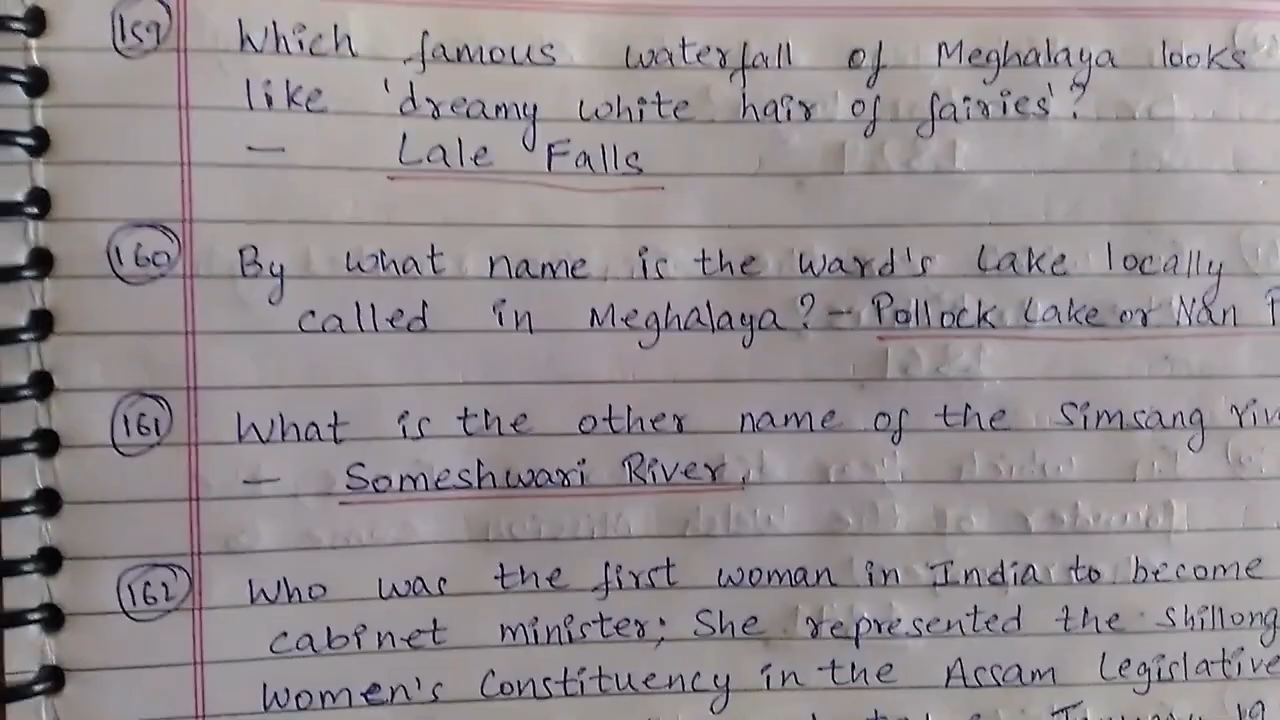 159 Which famous waterfall of Meghalaya looks
like 'dreamy white hair of fairies'?
- Lale Falls
160 By what name is the ward's Lake locally
called in Meghalaya? - Pollock Lake or Nan
161 What is the other name of the Simsang
- Someshwari River.
162 Who was the first woman in India to become
cabinet minister; She represented the Shillong
Women's Constituency in the Assam Legislative